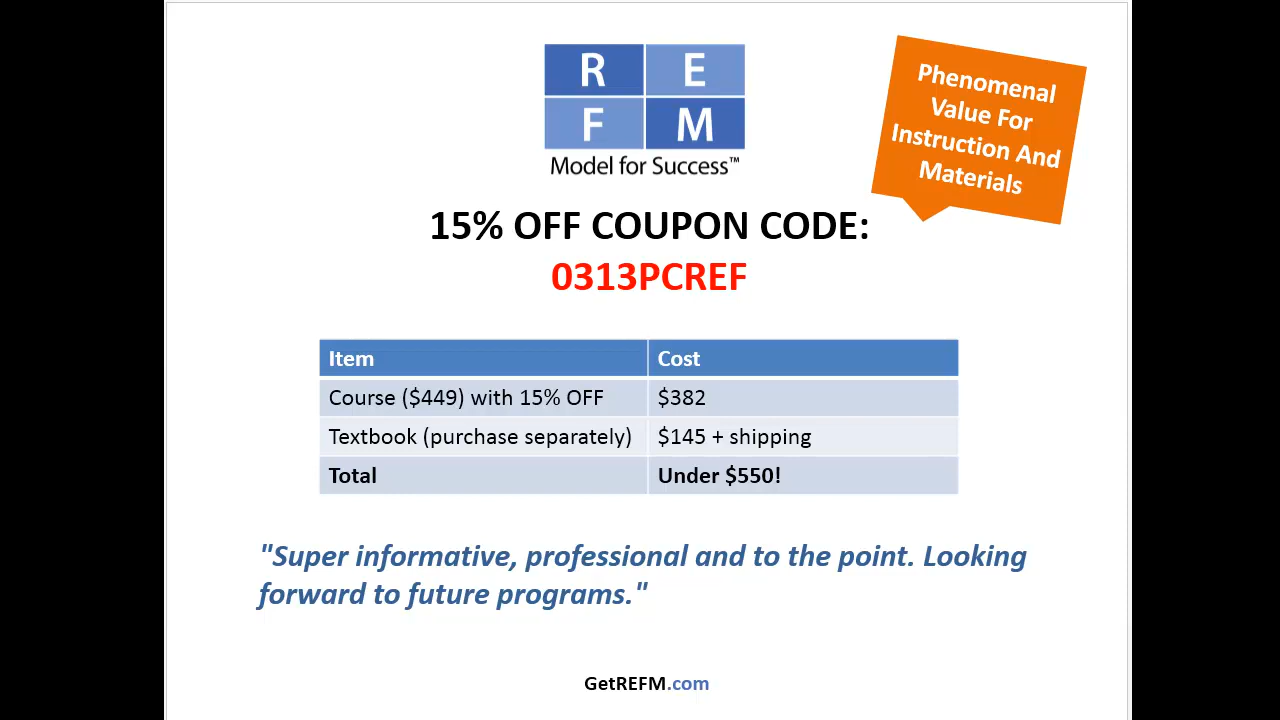 R E
F M
Model for Success™
Phenomenal
Value For
Instruction And
Materials
15% OFF COUPON CODE:
0313PCREF
Item Cost
Course ($449) with 15% OFF $382
Textbook (purchase separately) $145 + shipping
Total Under $550!
"Super informative, professional and to the point. Looking
forward to future programs."
GetREFM.com